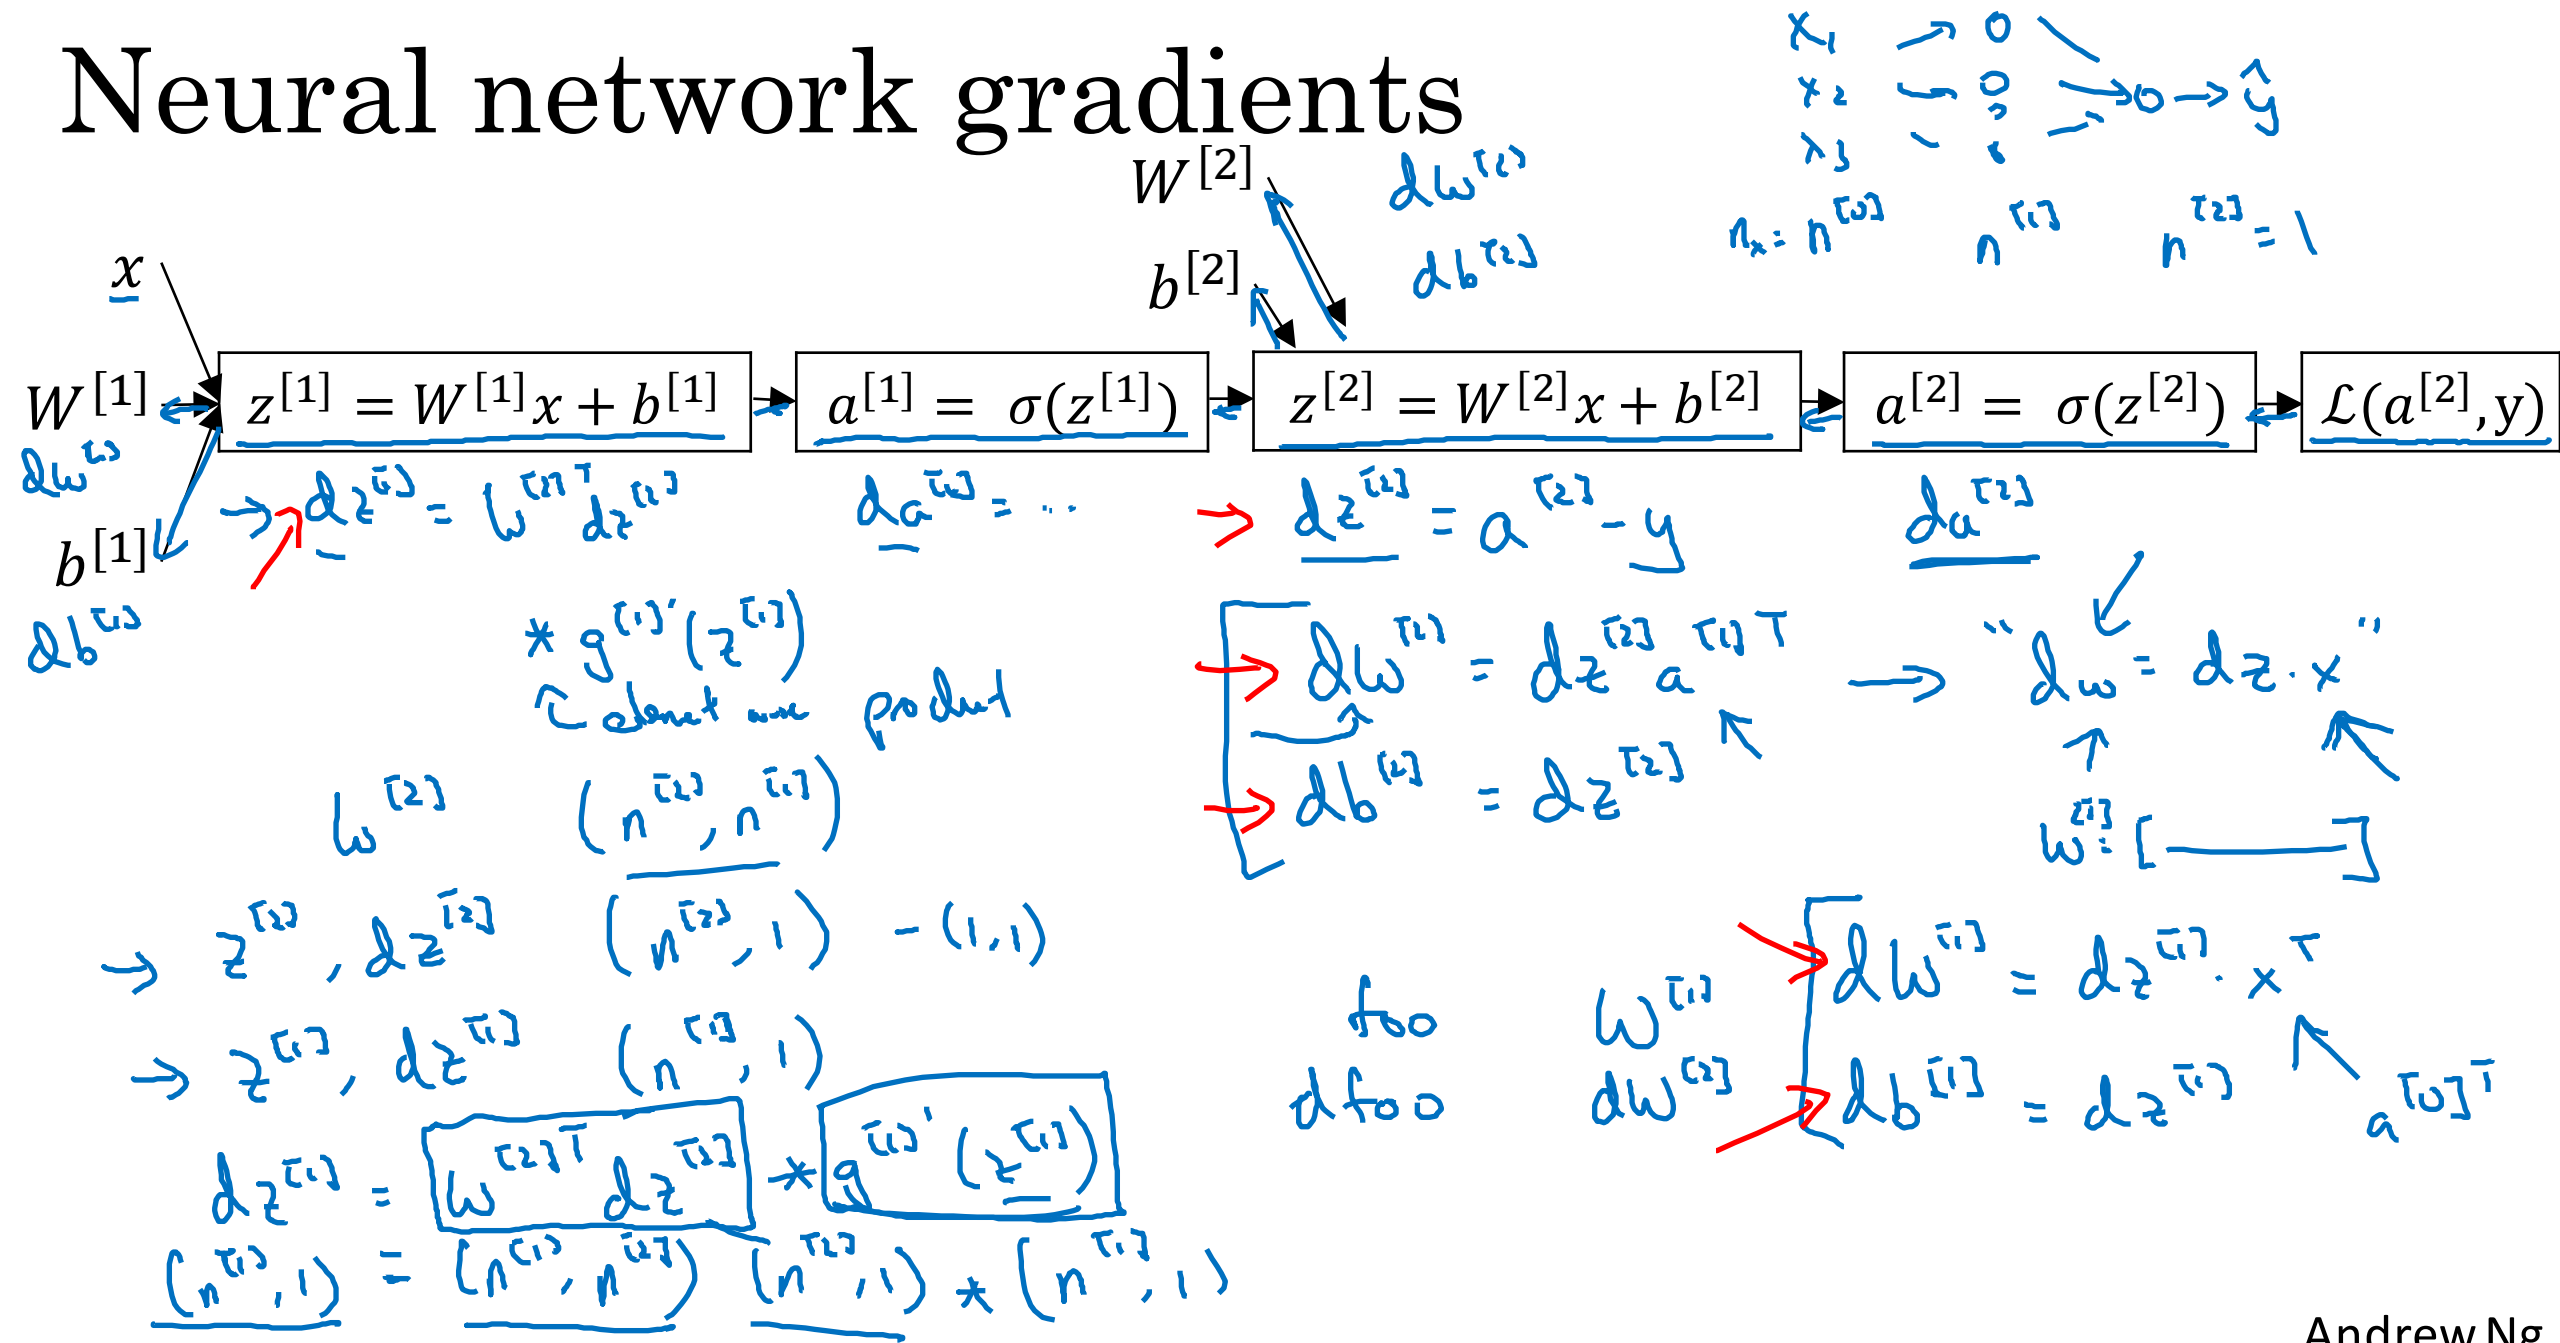 Neural network gradients
x₁ → 0
x₂ 0 → 0 → ŷ
x₃
nₓ = n^[0] n^[1] n^[2] = 1
W^[2] dW^[2]
b^[2] db^[2]
x
W^[1] z^[1] = W^[1]x + b^[1] a^[1] = σ(z^[1]) z^[2] = W^[2]x + b^[2] a^[2] = σ(z^[2]) ℒ(a^[2],y)
dW^[1]
b^[1]
db^[1]
→ dz^[1] = W^[2]T dz^[2] da^[1] = ... → dz^[2] = a^[2] - y da^[2]
* g^[1]'(z^[1])
element wise product
→ dW^[2] = dz^[2] a^[1]T → "dw = dz · x"
→ db^[2] = dz^[2]
W^[2] (n^[2], n^[1])
→ z^[2], dz^[2] (n^[2], 1) - (1,1)
→ z^[1], dz^[1] (n^[1], 1)
dz^[1] = W^[2]T dz^[2] * g^[1]'(z^[1])
(n^[1], 1) = (n^[1], n^[2]) (n^[2], 1) * (n^[1], 1)
foo W^[1]
dfoo dW^[2]
→ dW^[1] = dz^[1] · x^T
→ db^[1] = dz^[1] a^[0]T
Andrew Ng